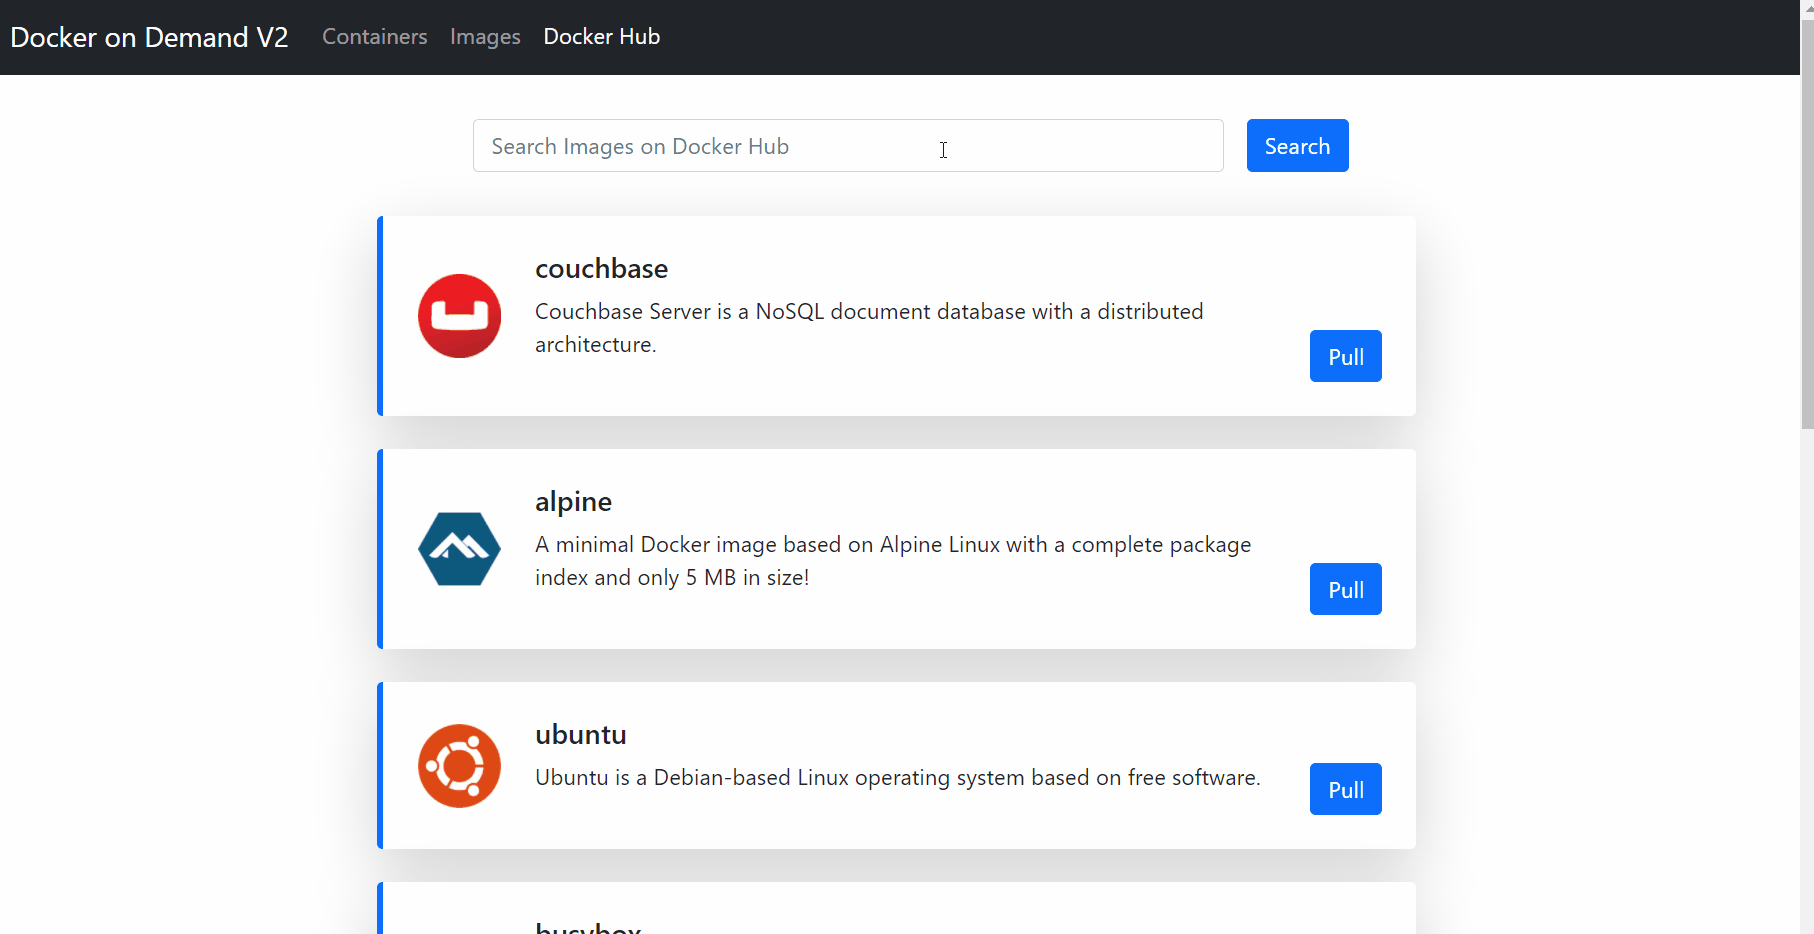 Docker on Demand V2 Containers Images Docker Hub
Search Images on Docker Hub Search
couchbase
Couchbase Server is a NoSQL document database with a distributed
architecture.
Pull
alpine
A minimal Docker image based on Alpine Linux with a complete package
index and only 5 MB in size!
Pull
ubuntu
Ubuntu is a Debian-based Linux operating system based on free software.
Pull
busybox